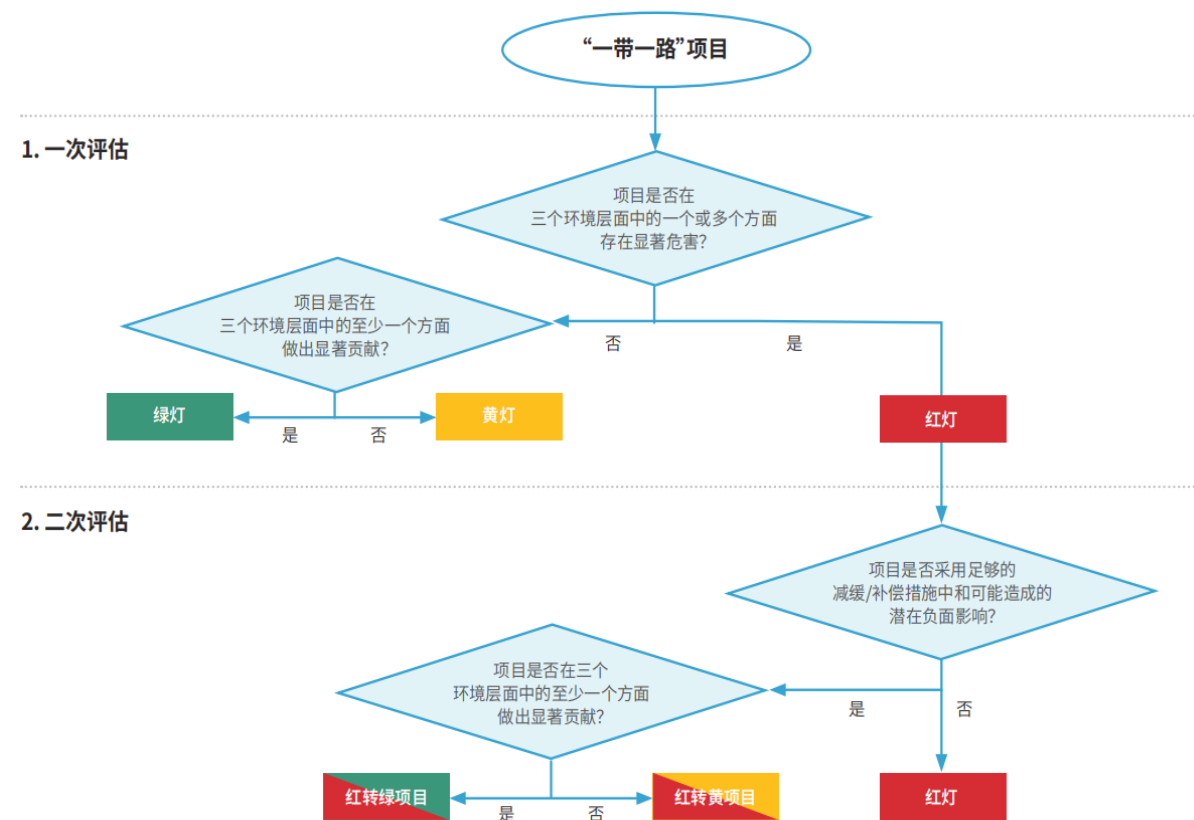 “一带一路”项目
1. 一次评估
项目是否在
三个环境层面中的一个或多个方面
存在显著危害？
项目是否在
三个环境层面中的至少一个方面
做出显著贡献？
否
是
绿灯
黄灯
红灯
是
否
2. 二次评估
项目是否采用足够的
减缓/补偿措施中和可能造成的
潜在负面影响？
项目是否在三个
环境层面中的至少一个方面
做出显著贡献？
是
否
红转绿项目
红转黄项目
红灯
是
否